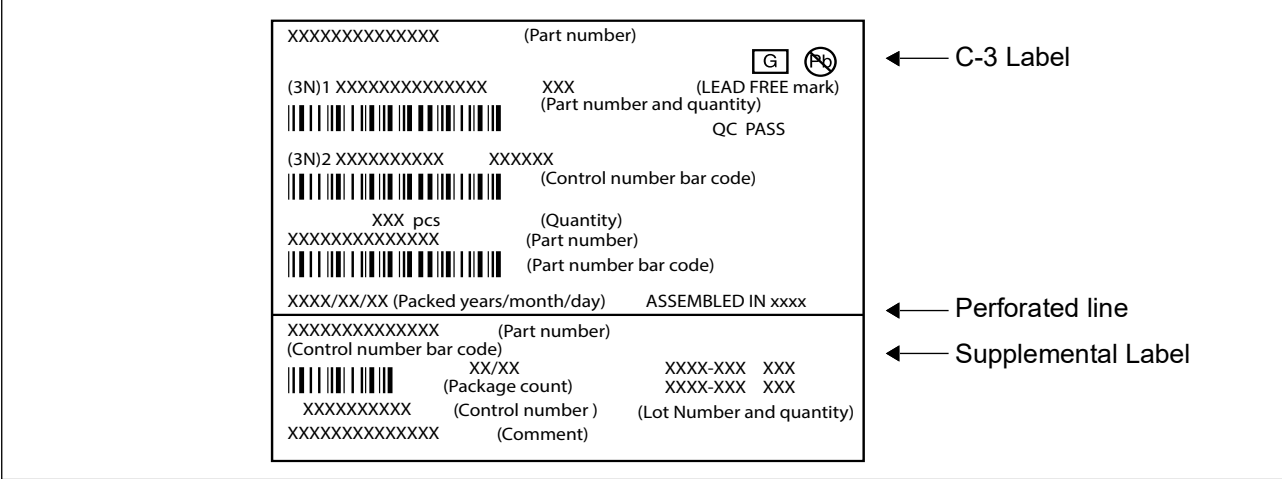 XXXXXXXXXXXXXX (Part number)
G Pb
C-3 Label
(3N)1 XXXXXXXXXXXXXX XXX (LEAD FREE mark)
(Part number and quantity)
QC PASS
(3N)2 XXXXXXXXXX XXXXXX
(Control number bar code)
XXX pcs (Quantity)
XXXXXXXXXXXXXX (Part number)
(Part number bar code)
XXXX/XX/XX (Packed years/month/day) ASSEMBLED IN xxxx
Perforated line
XXXXXXXXXXXXXX (Part number)
(Control number bar code)
Supplemental Label
XX/XX XXXX-XXX XXX
(Package count) XXXX-XXX XXX
XXXXXXXXXX (Control number ) (Lot Number and quantity)
XXXXXXXXXXXXXX (Comment)